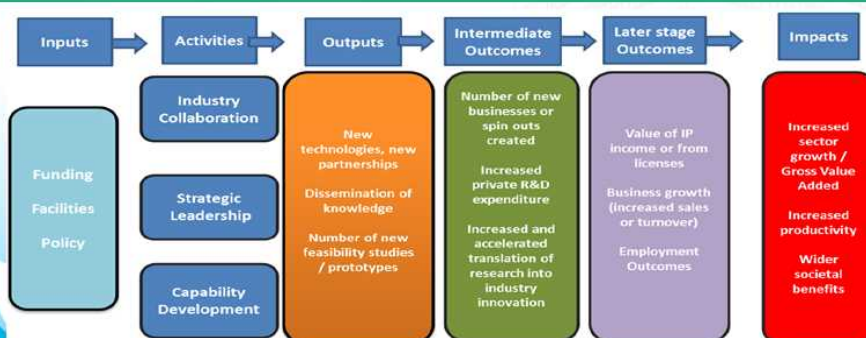 Inputs
Activities
Outputs
Intermediate
Outcomes
Later stage
Outcomes
Impacts
Funding
Facilities
Policy
Industry
Collaboration
Strategic
Leadership
Capability
Development
New
technologies, new
partnerships
Dissemination of
knowledge
Number of new
feasibility studies
/ prototypes
Number of new
businesses or
spin outs
created
Increased
private R&D
expenditure
Increased and
accelerated
translation of
research into
industry
innovation
Value of IP
income or from
licenses
Business growth
(increased sales
or turnover)
Employment
Outcomes
Increased
sector
growth /
Gross Value
Added
Increased
productivity
Wider
societal
benefits